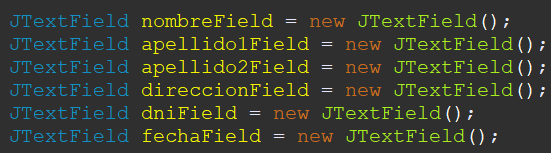 JTextField nombreField = new JTextField();
JTextField apellido1Field = new JTextField();
JTextField apellido2Field = new JTextField();
JTextField direccionField = new JTextField();
JTextField dniField = new JTextField();
JTextField fechaField = new JTextField();